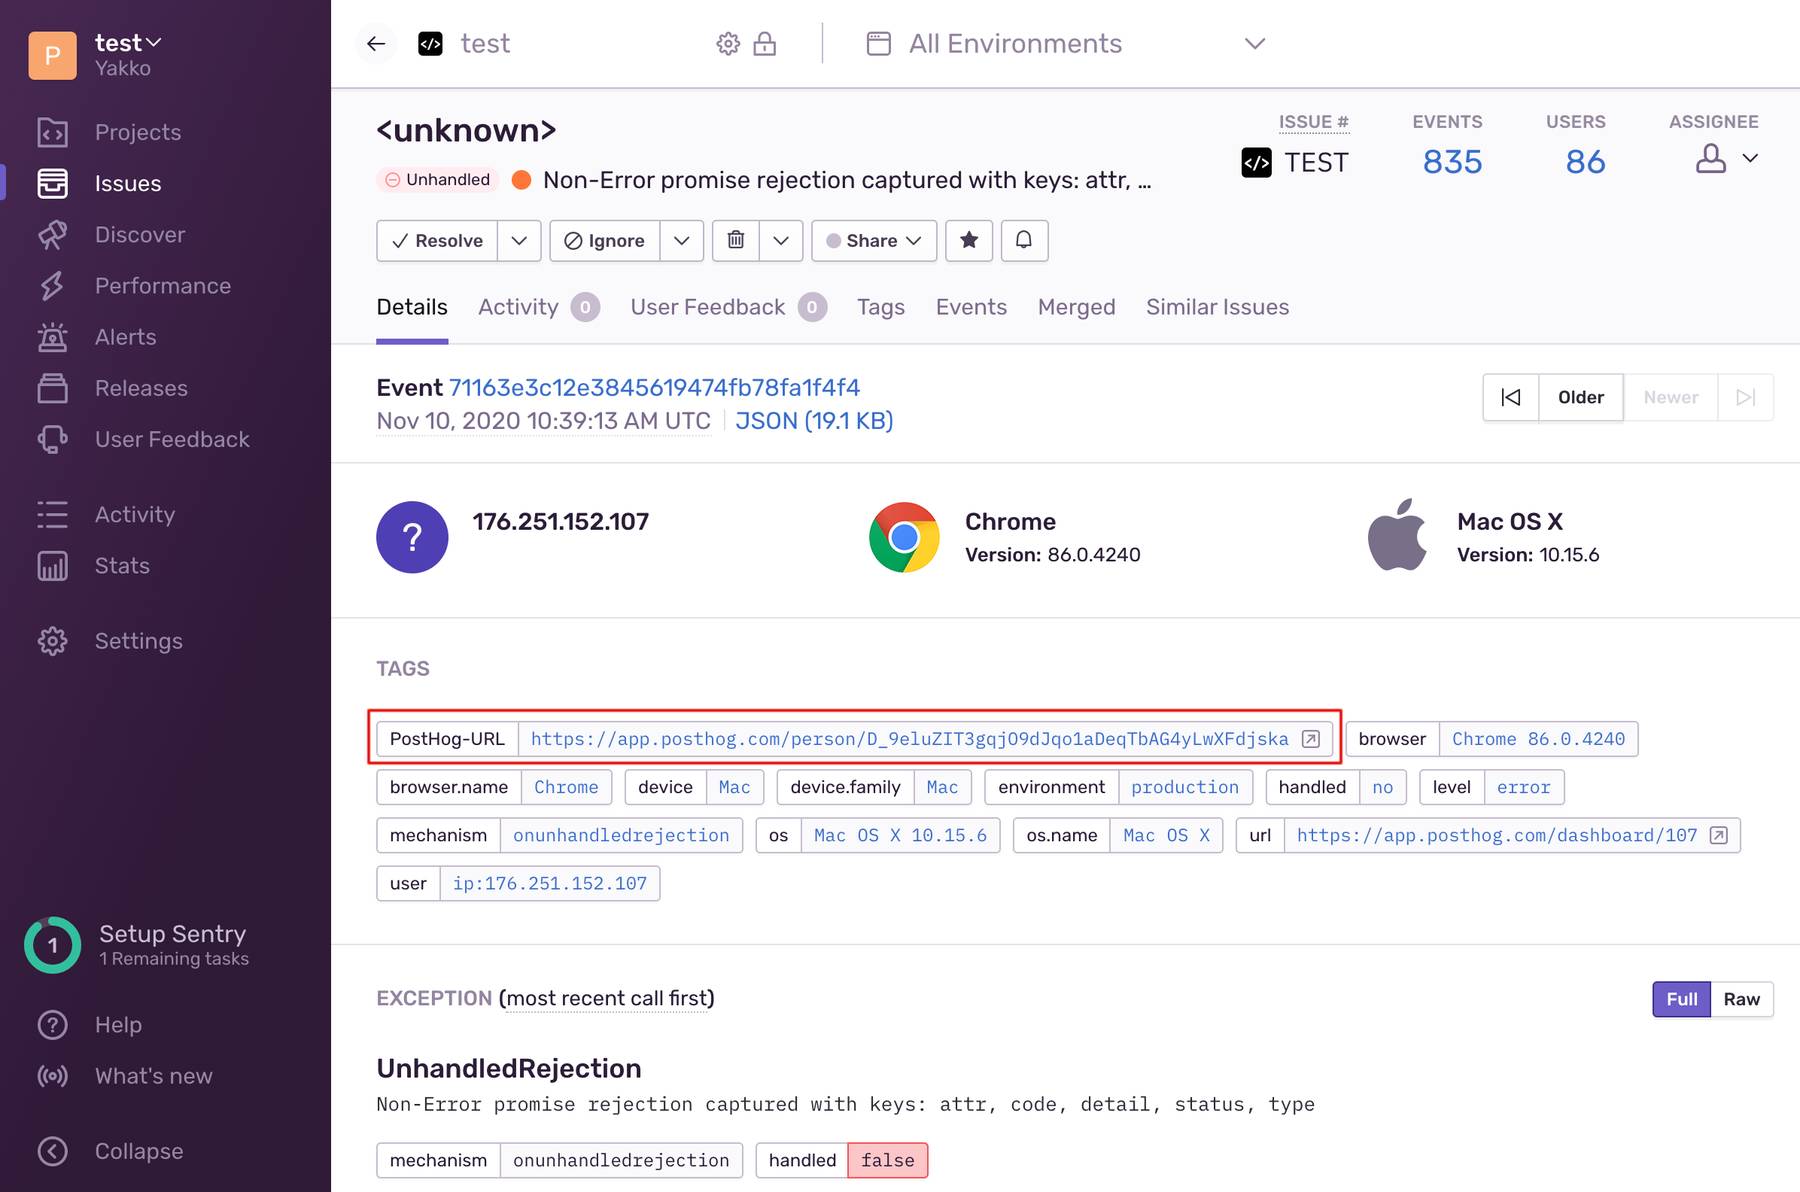 P
test
Yakko
Projects
Issues
Discover
Performance
Alerts
Releases
User Feedback
Activity
Stats
Settings
1
Setup Sentry
1 Remaining tasks
Help
What's new
Collapse
test
All Environments
<unknown>
Unhandled Non-Error promise rejection captured with keys: attr, ...
ISSUE # EVENTS USERS ASSIGNEE
TEST 835 86
Resolve Ignore Share
Details Activity 0 User Feedback 0 Tags Events Merged Similar Issues
Event 71163e3c12e3845619474fb78fa1f4f4
Nov 10, 2020 10:39:13 AM UTC JSON (19.1 KB)
Older Newer
? 176.251.152.107
Chrome
Version: 86.0.4240
Mac OS X
Version: 10.15.6
TAGS
PostHog-URL https://app.posthog.com/person/D_9eluZIT3gqjO9dJqo1aDeqTbAG4yLwXFdjska browser Chrome 86.0.4240
browser.name Chrome device Mac device.family Mac environment production handled no level error
mechanism onunhandledrejection os Mac OS X 10.15.6 os.name Mac OS X url https://app.posthog.com/dashboard/107
user ip:176.251.152.107
EXCEPTION (most recent call first)
Full Raw
UnhandledRejection
Non-Error promise rejection captured with keys: attr, code, detail, status, type
mechanism onunhandledrejection handled false